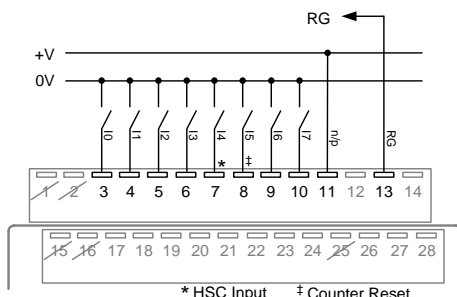 RG
+V
0V
I0 I1 I2 I3 I4 I5 I6 I7 n/p RG
* ‡
1 2 3 4 5 6 7 8 9 10 11 12 13 14
15 16 17 18 19 20 21 22 23 24 25 26 27 28
* HSC Input ‡ Counter Reset